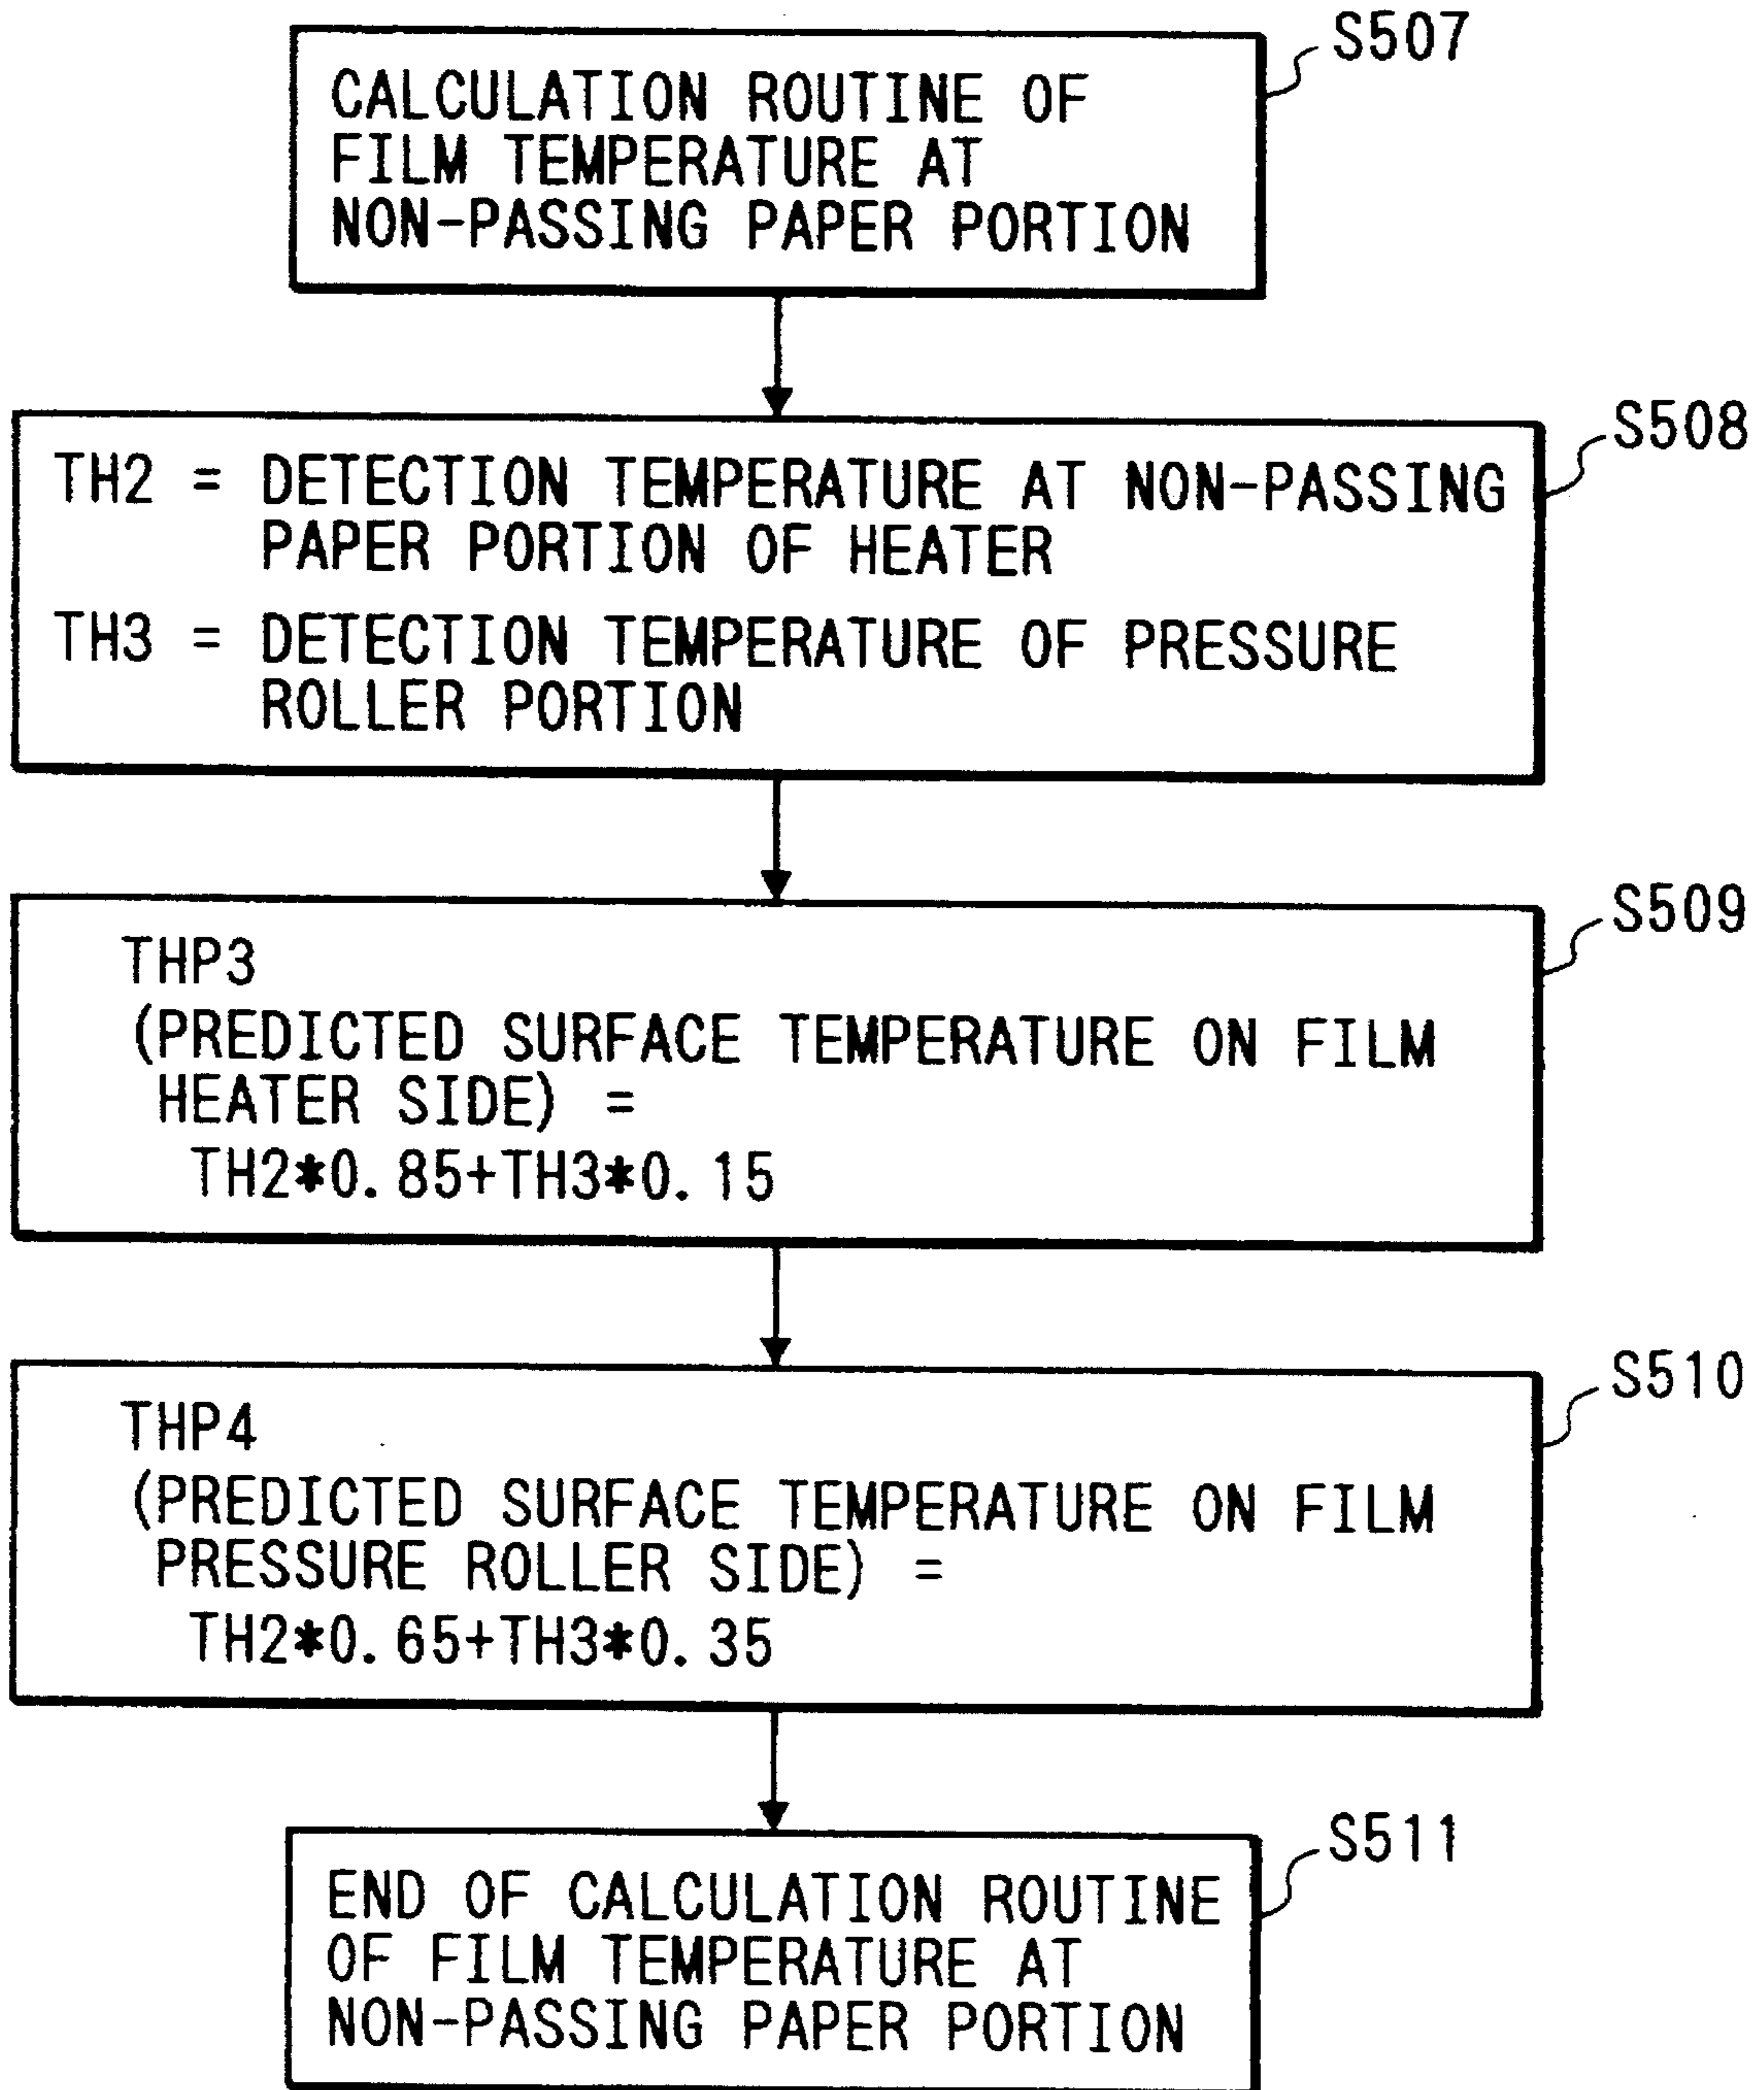 S507
CALCULATION ROUTINE OF
FILM TEMPERATURE AT
NON-PASSING PAPER PORTION
S508
TH2 = DETECTION TEMPERATURE AT NON-PASSING
PAPER PORTION OF HEATER
TH3 = DETECTION TEMPERATURE OF PRESSURE
ROLLER PORTION
S509
THP3
(PREDICTED SURFACE TEMPERATURE ON FILM
HEATER SIDE) =
TH2*0.85+TH3*0.15
S510
THP4
(PREDICTED SURFACE TEMPERATURE ON FILM
PRESSURE ROLLER SIDE) =
TH2*0.65+TH3*0.35
S511
END OF CALCULATION ROUTINE
OF FILM TEMPERATURE AT
NON-PASSING PAPER PORTION